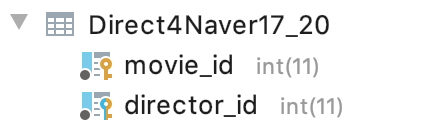 Direct4Naver17_20
movie_id int(11)
director_id int(11)